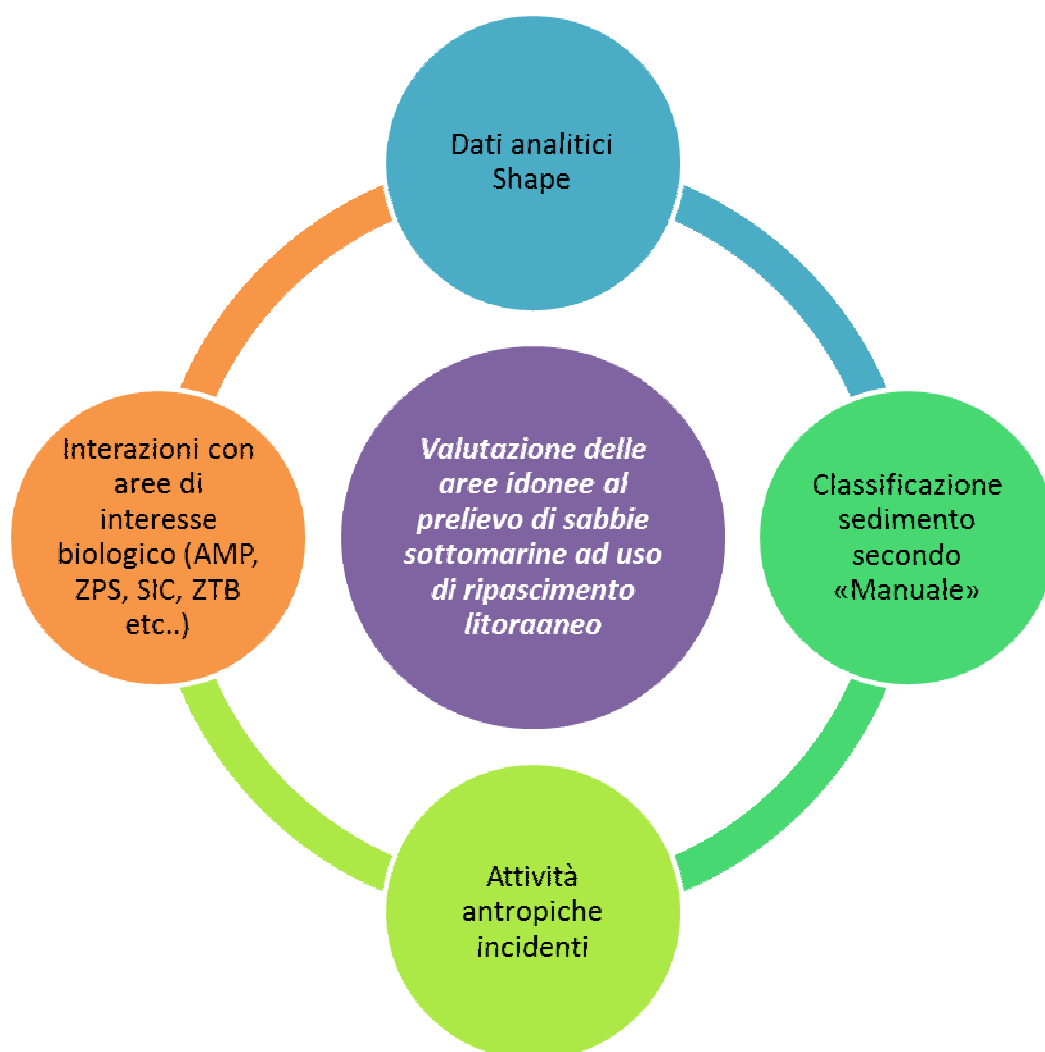 Dati analitici
Shape
Interazioni con
aree di
interesse
biologico (AMP,
ZPS, SIC, ZTB
etc..)
Valutazione delle
aree idonee al
prelievo di sabbie
sottomarine ad uso
di ripascimento
litoraaneo
Classificazione
sedimento
secondo
«Manuale»
Attività
antropiche
incidenti